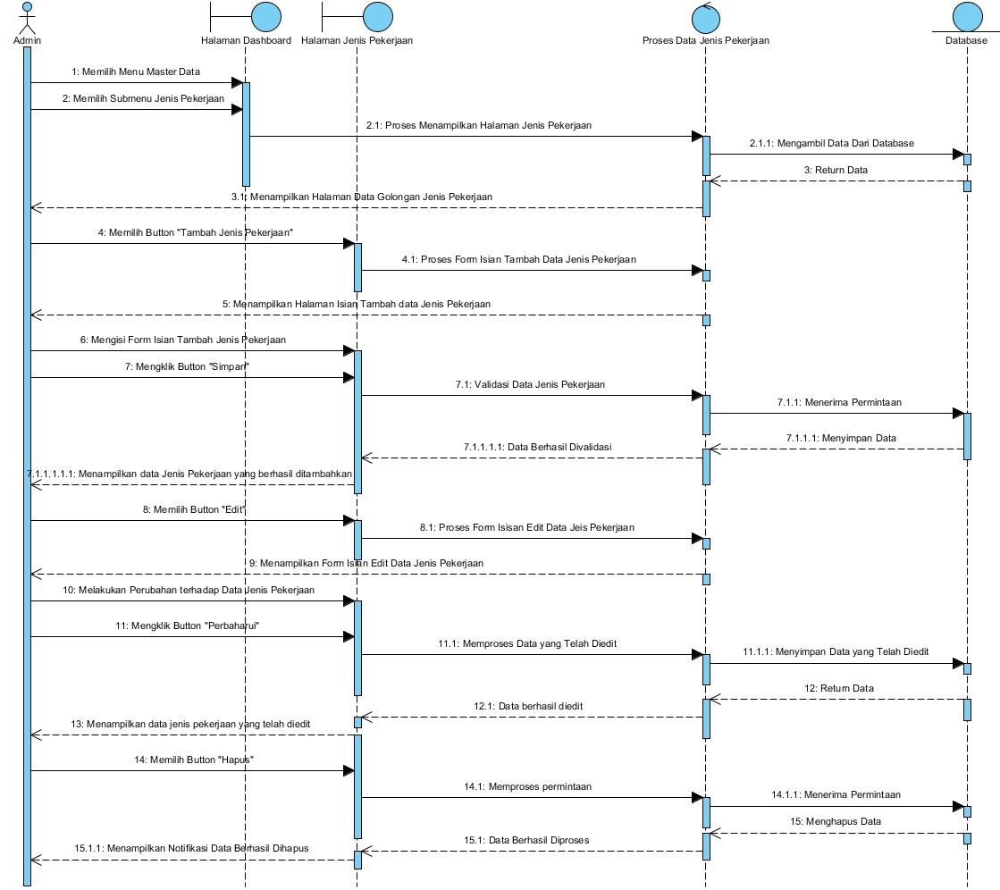 Admin
Halaman Dashboard
Halaman Jenis Pekerjaan
Proses Data Jenis Pekerjaan
Database
1: Memilih Menu Master Data
2: Memilih Submenu Jenis Pekerjaan
2.1: Proses Menampilkan Halaman Jenis Pekerjaan
2.1.1: Mengambil Data Dari Database
3: Return Data
3.1: Menampilkan Halaman Data Golongan Jenis Pekerjaan
4: Memilih Button "Tambah Jenis Pekerjaan"
4.1: Proses Form Isian Tambah Data Jenis Pekerjaan
5: Menampilkan Halaman Isian Tambah data Jenis Pekerjaan
6: Mengisi Form Isian Tambah Jenis Pekerjaan
7: Mengklik Button "Simpan"
7.1: Validasi Data Jenis Pekerjaan
7.1.1: Menerima Permintaan
7.1.1.1: Menyimpan Data
7.1.1.1.1: Data Berhasil Divalidasi
7.1.1.1.1.1: Menampilkan data Jenis Pekerjaan yang berhasil ditambahkan
8: Memilih Button "Edit"
8.1: Proses Form Isisan Edit Data Jeis Pekerjaan
9: Menampilkan Form Isian Edit Data Jenis Pekerjaan
10: Melakukan Perubahan terhadap Data Jenis Pekerjaan
11: Mengklik Button "Perbaharui"
11.1: Memproses Data yang Telah Diedit
11.1.1: Menyimpan Data yang Telah Diedit
12: Return Data
12.1: Data berhasil diedit
13: Menampilkan data jenis pekerjaan yang telah diedit
14: Memilih Button "Hapus"
14.1: Memproses permintaan
14.1.1: Menerima Permintaan
15: Menghapus Data
15.1: Data Berhasil Diproses
15.1.1: Menampilkan Notifikasi Data Berhasil Dihapus